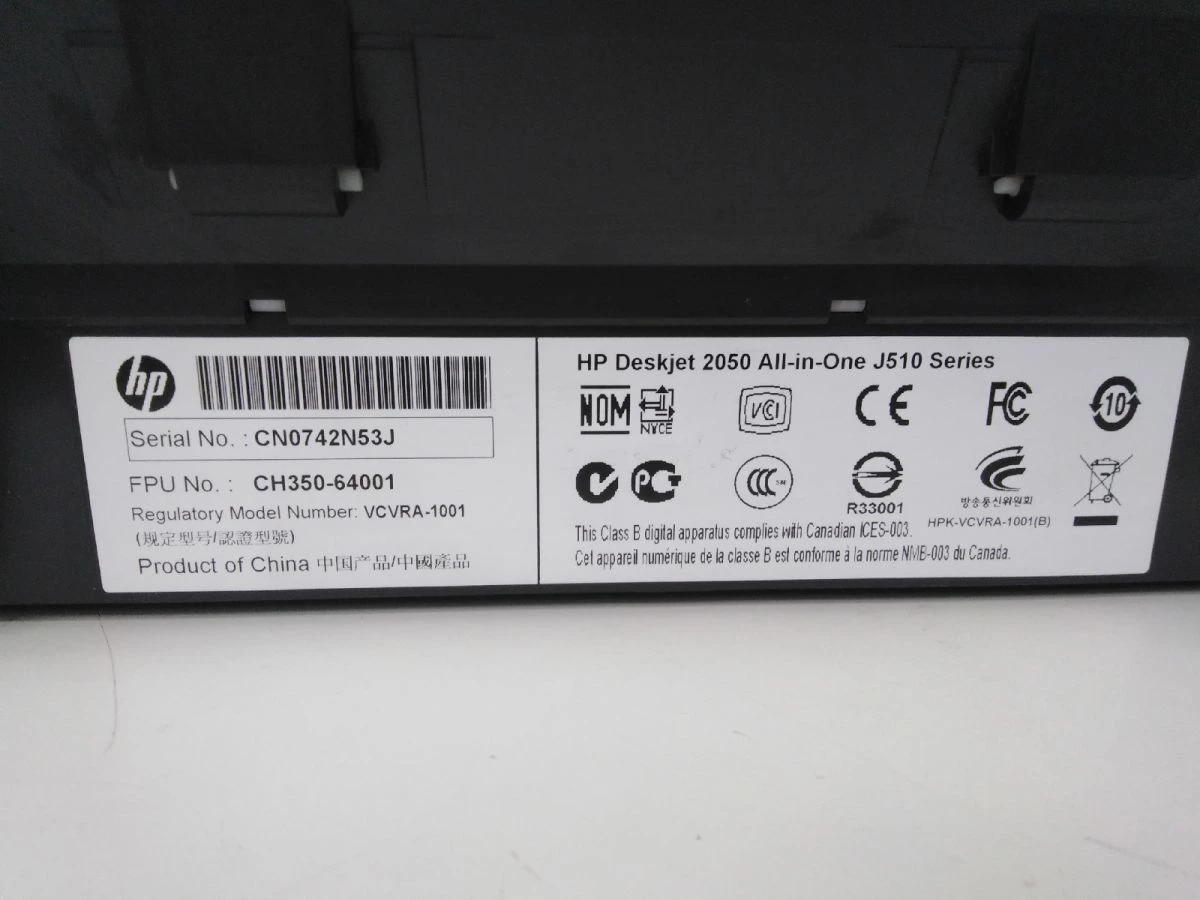 hp
Serial No. : CN0742N53J
FPU No. : CH350-64001
Regulatory Model Number: VCVRA-1001
(规定型号/認證型號)
Product of China 中国产品/中國產品
HP Deskjet 2050 All-in-One J510 Series
NOM NYCE VCI CE FC 10
PC CCC R33001 방송통신위원회
HPK-VCVRA-1001(B)
This Class B digital apparatus complies with Canadian ICES-003.
Cet appareil numérique de la classe B est conforme à la norme NMB-003 du Canada.